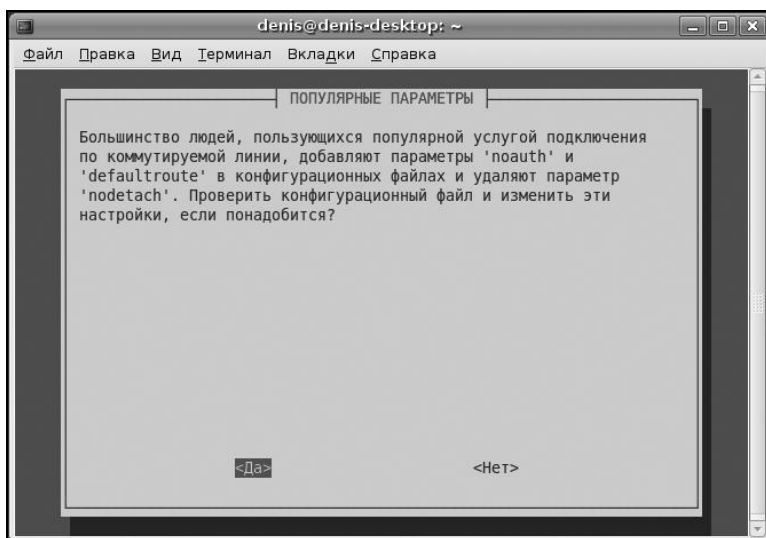 denis@denis-desktop: ~
Файл Правка Вид Терминал Вкладки Справка
ПОПУЛЯРНЫЕ ПАРАМЕТРЫ
Большинство людей, пользующихся популярной услугой подключения
по коммутируемой линии, добавляют параметры 'noauth' и
'defaultroute' в конфигурационных файлах и удаляют параметр
'nodetach'. Проверить конфигурационный файл и изменить эти
настройки, если понадобится?
<Да> <Нет>